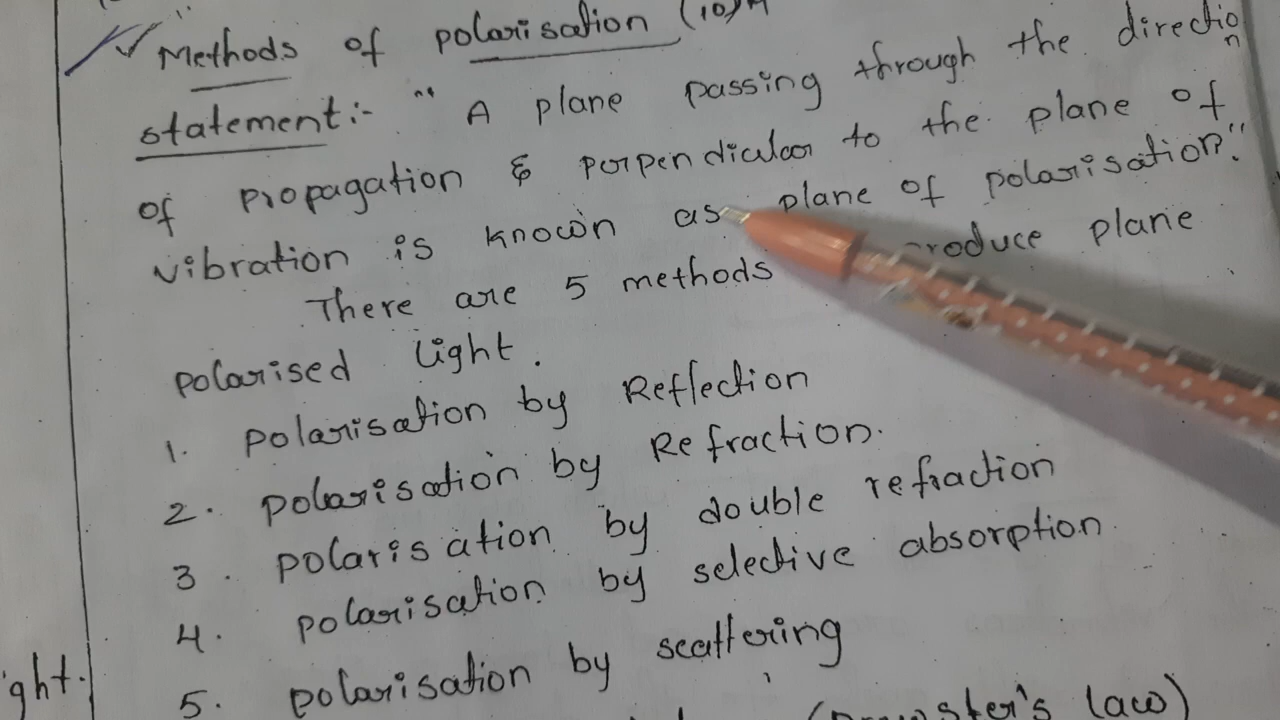 Methods of polarisation (10)M
statement:- " A plane passing through the direction
of propagation & perpendicular to the plane of
vibration is known as plane of polarisation."
There are 5 methods produce plane
polarised light.
1. polarisation by Reflection
2. polarisation by Refraction.
3. polarisation by double refraction
4. polarisation by selective absorption
5. polarisation by scattering
ght.
(Brewster's law)